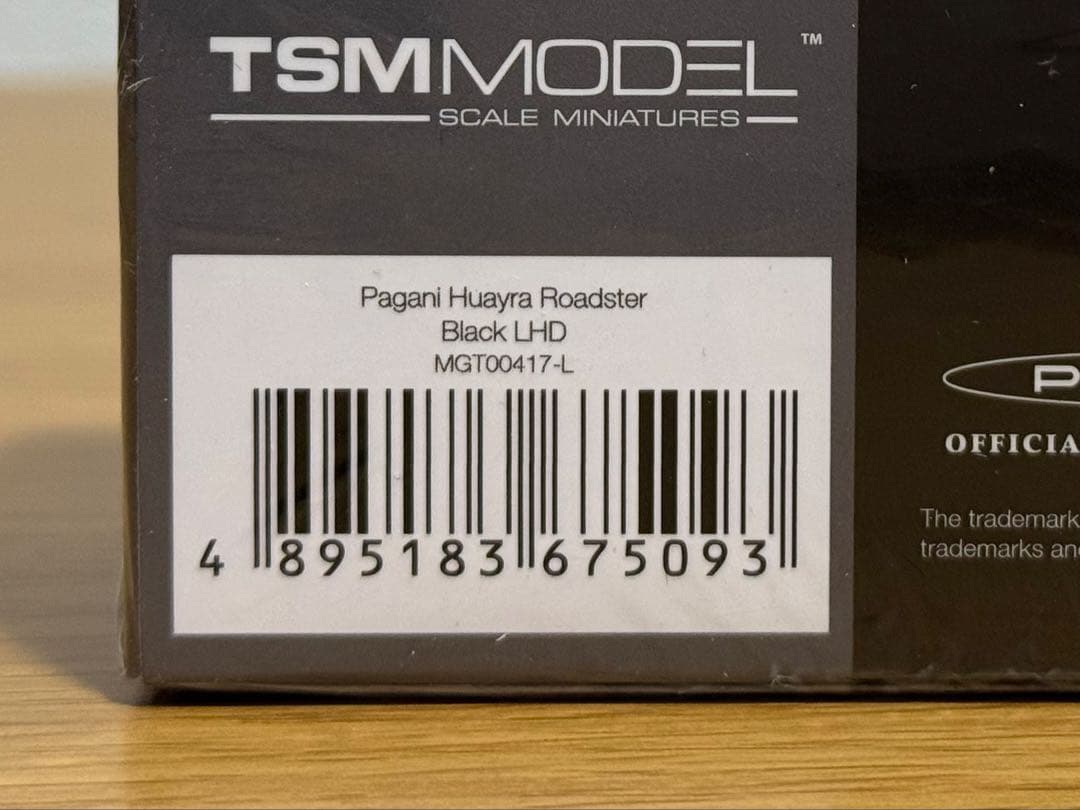 TSMMODEL™
SCALE MINIATURES
Pagani Huayra Roadster
Black LHD
MGT00417-L
4 895183 675093
P
OFFICIA
The trademark
trademarks and